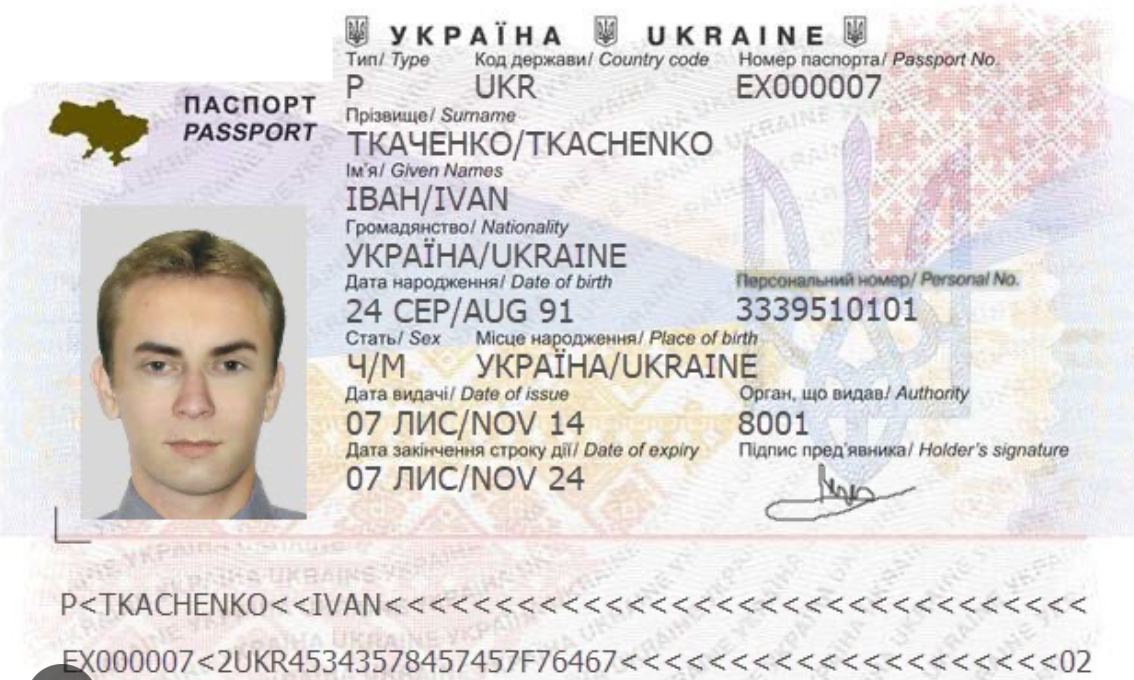 УКРАЇНА UKRAINE
Тип/ Type Код держави/ Country code Номер паспорта/ Passport No.
P UKR EX000007
ПАСПОРТ
PASSPORT
Прізвище/ Surname
ТКАЧЕНКО/TKACHENKO
Ім'я/ Given Names
ІВАН/IVAN
Громадянство/ Nationality
УКРАЇНА/UKRAINE
Дата народження/ Date of birth Персональний номер/ Personal No.
24 СЕР/AUG 91 3339510101
Стать/ Sex Місце народження/ Place of birth
Ч/M УКРАЇНА/UKRAINE
Дата видачі/ Date of issue Орган, що видав/ Authority
07 ЛИС/NOV 14 8001
Дата закінчення строку дії/ Date of expiry Підпис пред'явника/ Holder's signature
07 ЛИС/NOV 24
P<TKACHENKO<<IVAN<<<<<<<<<<<<<<<<<<<<<<<<<<<<
EX000007<2UKR45343578457457F76467<<<<<<<<<<<<<<<<02